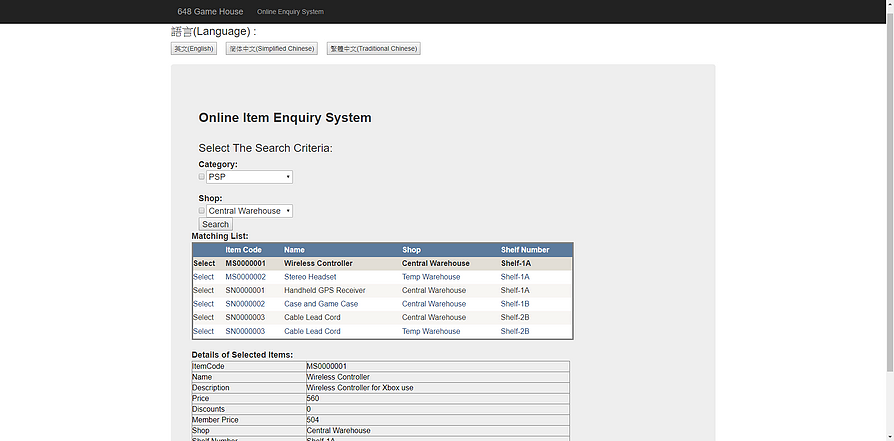 648 Game House Online Enquiry System
語言(Language) :
英文(English) 简体中文(Simplified Chinese) 繁體中文(Traditional Chinese)
Online Item Enquiry System
Select The Search Criteria:
Category:
PSP
Shop:
Central Warehouse
Search
Matching List:
Item Code Name Shop Shelf Number
Select MS0000001 Wireless Controller Central Warehouse Shelf-1A
Select MS0000002 Stereo Headset Temp Warehouse Shelf-1A
Select SN0000001 Handheld GPS Receiver Central Warehouse Shelf-1A
Select SN0000002 Case and Game Case Central Warehouse Shelf-1B
Select SN0000003 Cable Lead Cord Central Warehouse Shelf-2B
Select SN0000003 Cable Lead Cord Temp Warehouse Shelf-2B
Details of Selected Items:
ItemCode MS0000001
Name Wireless Controller
Description Wireless Controller for Xbox use
Price 560
Discounts 0
Member Price 504
Shop Central Warehouse
Shelf Number Shelf-1A